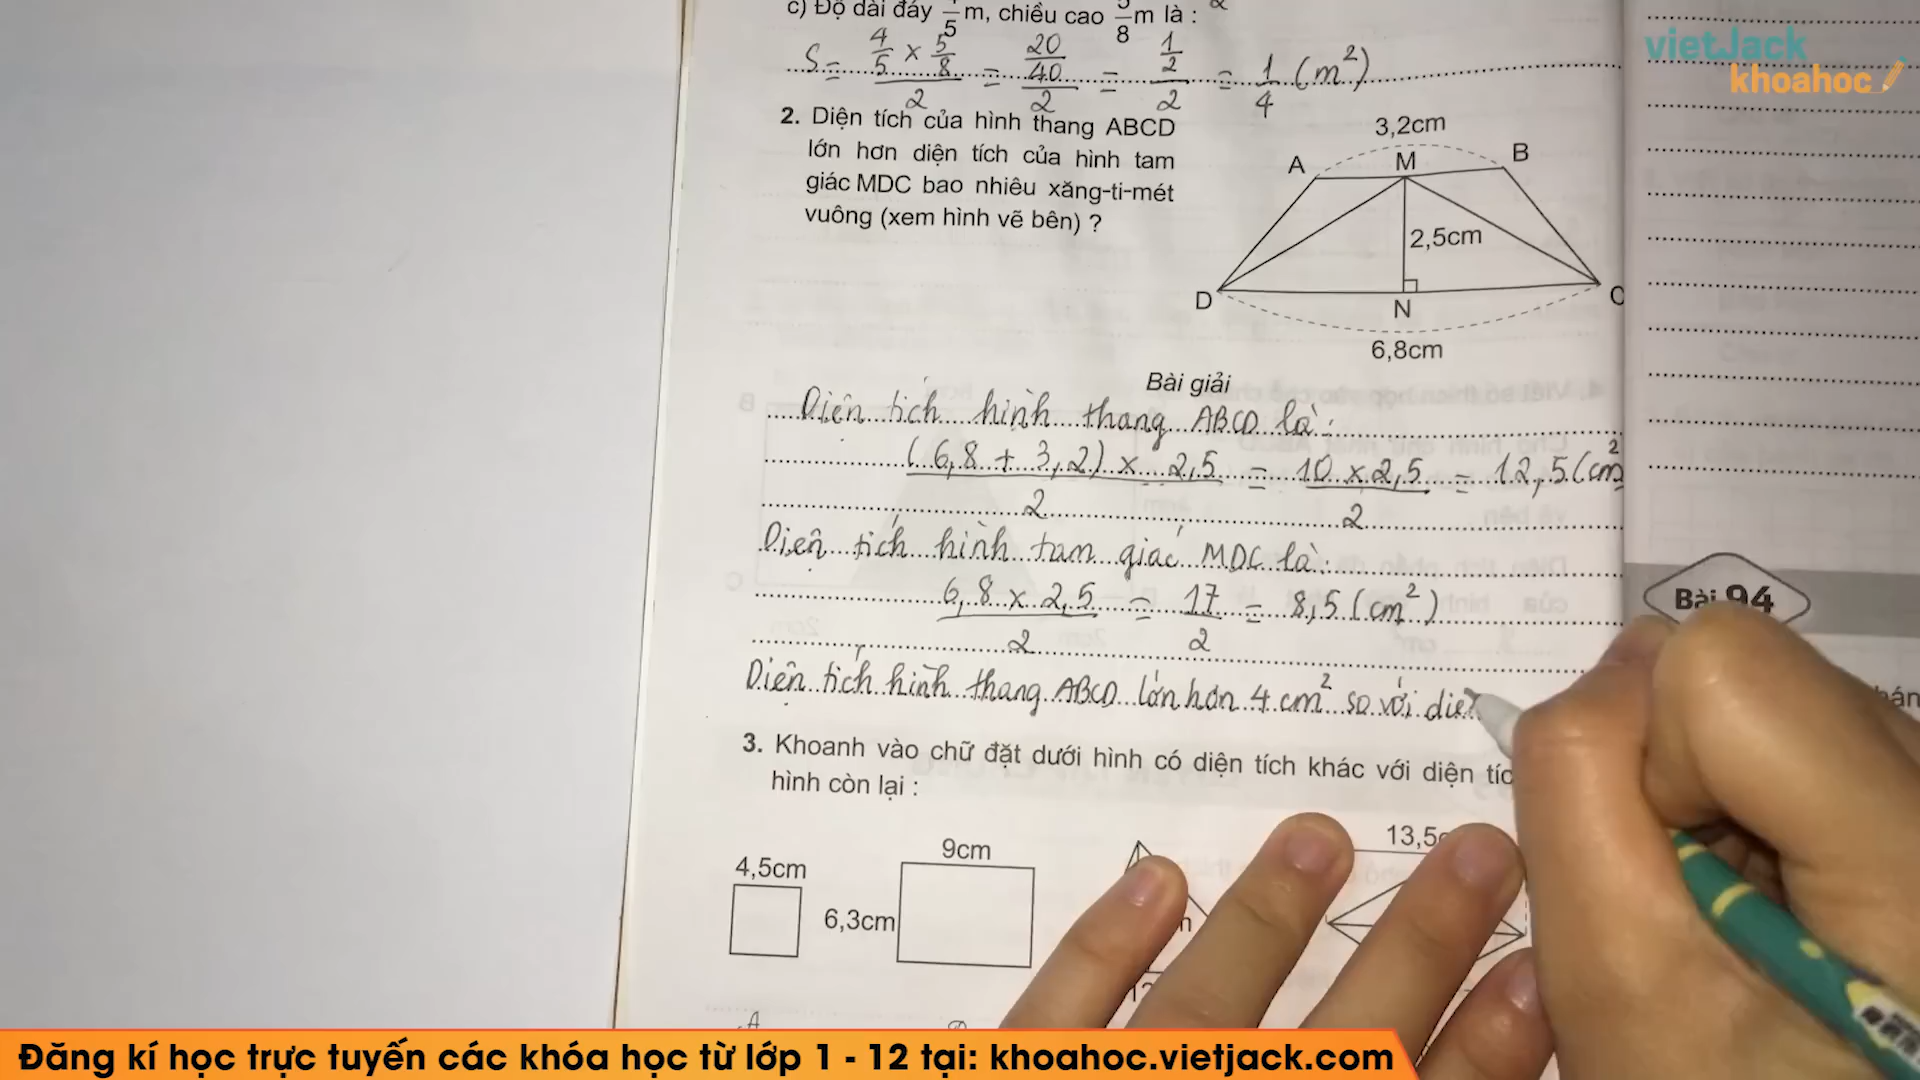 c) Độ dài đáy 4/5 m, chiều cao 5/8 m là :
S = (4/5 × 5/8)/2 = (20/40)/2 = (1/2)/2 = 1/4 (m²)
2. Diện tích của hình thang ABCD
lớn hơn diện tích của hình tam
giác MDC bao nhiêu xăng-ti-mét
vuông (xem hình vẽ bên) ?
3,2cm
A M B
2,5cm
D N C
6,8cm
Bài giải
Diện tích hình thang ABCD là:
(6,8 + 3,2) × 2,5 / 2 = 10 × 2,5 / 2 = 12,5 (cm²
Diện tích hình tam giác MDC là:
6,8 × 2,5 / 2 = 17/2 = 8,5 (cm²)
Diện tích hình thang ABCD lớn hơn 4 cm² so với diệ
3. Khoanh vào chữ đặt dưới hình có diện tích khác với diện tíc
hình còn lại :
4,5cm
9cm
6,3cm
13,5c
A
vietJack
khoahoc
Bài 94
Đăng kí học trực tuyến các khóa học từ lớp 1 - 12 tại: khoahoc.vietjack.com